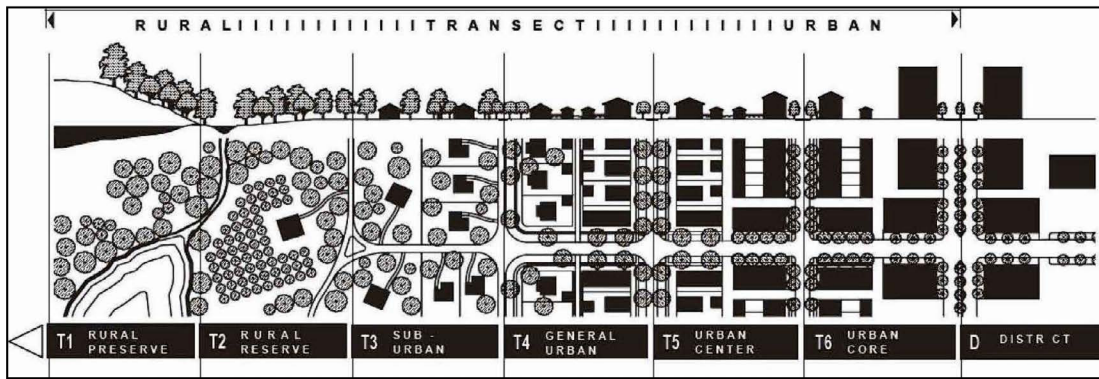 RURALIIIIIIIIIIIIITRANSECTIIIIIIIIIIIIIURBAN
T1 RURAL
PRESERVE
T2 RURAL
RESERVE
T3 SUB-
URBAN
T4 GENERAL
URBAN
T5 URBAN
CENTER
T6 URBAN
CORE
D DISTR CT